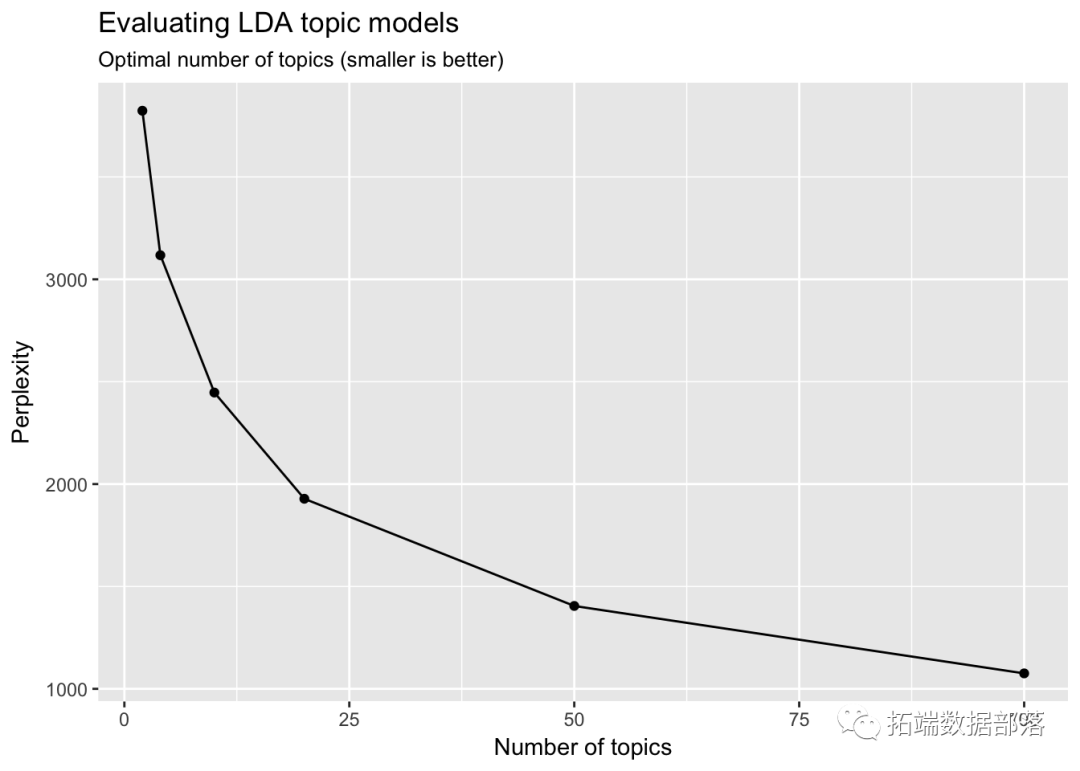 Evaluating LDA topic models
Optimal number of topics (smaller is better)
3000
2000
1000
Perplexity
0
25
50
75
Number of topics
拓端数据部落